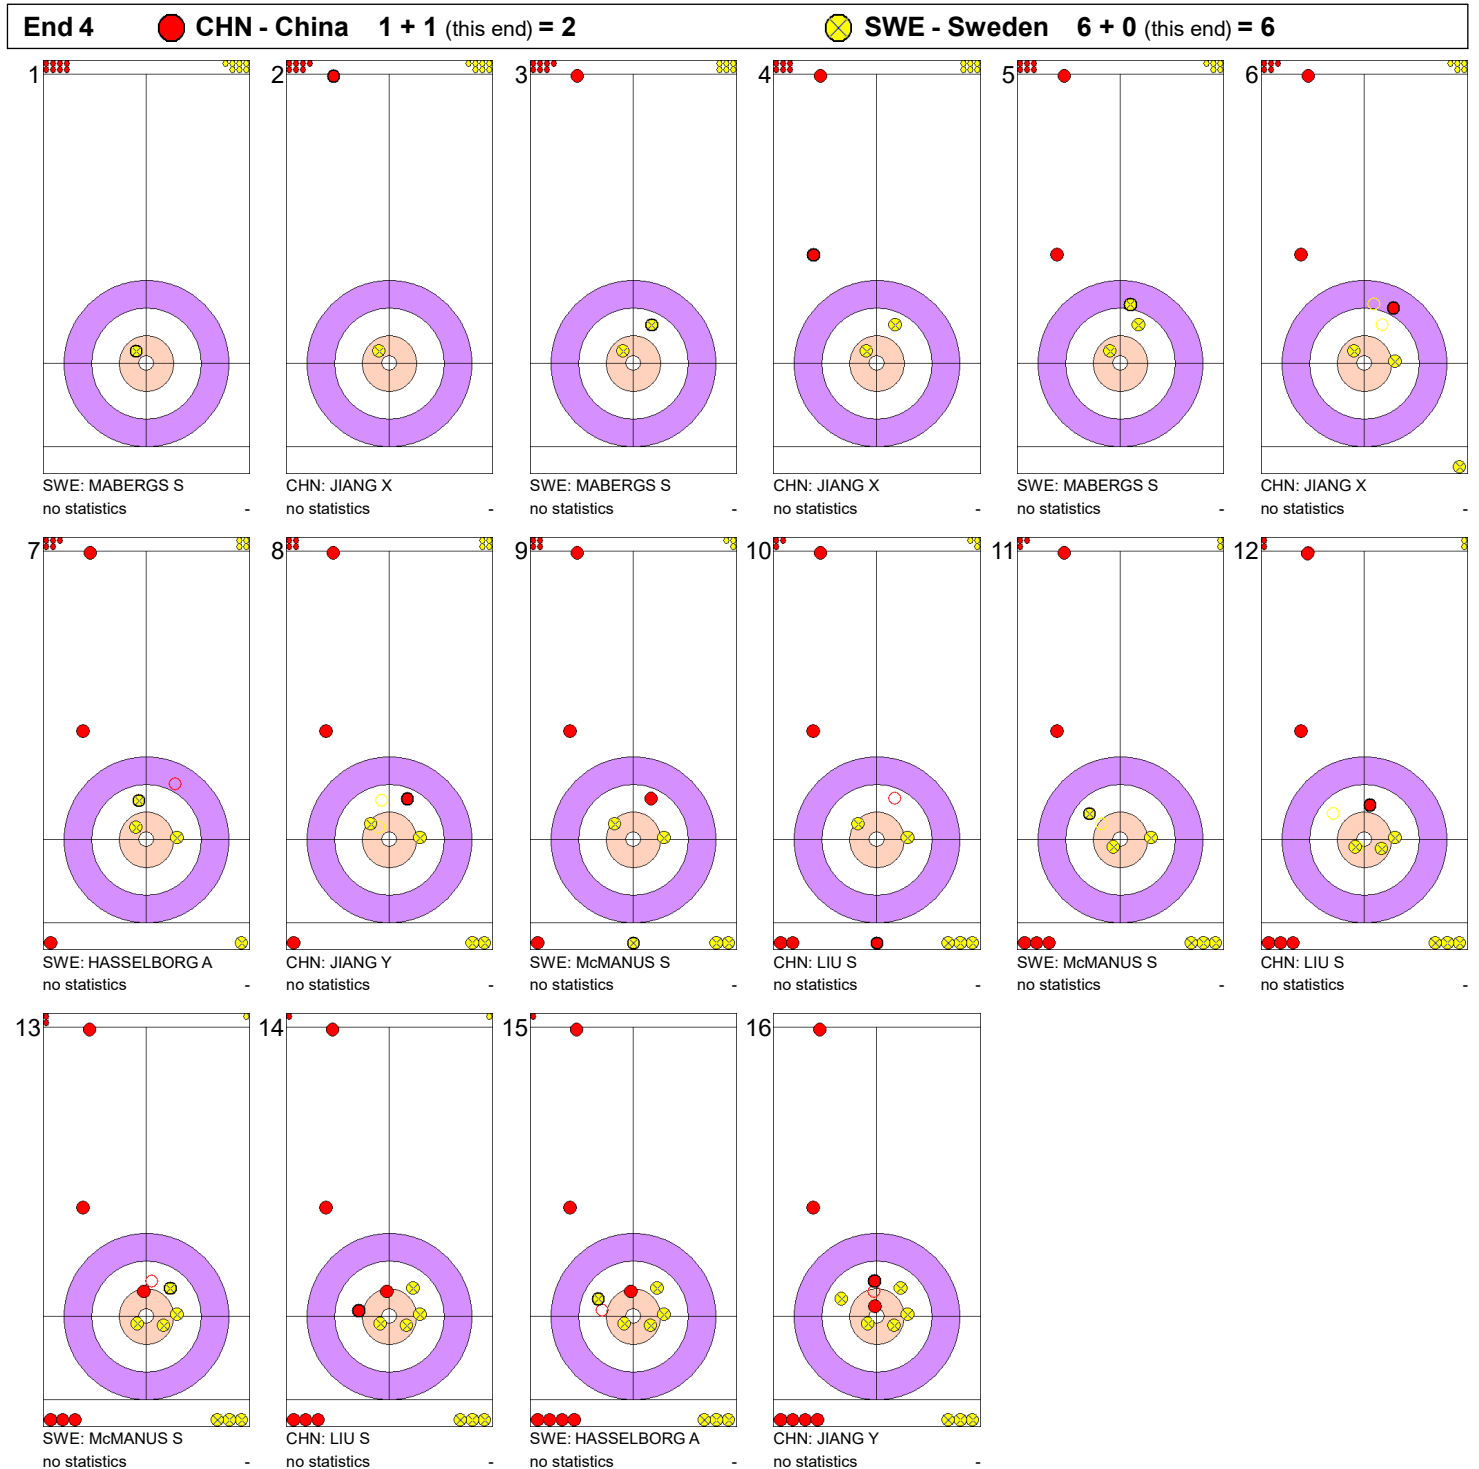 End 4 CHN - China 1 + 1 (this end) = 2 SWE - Sweden 6 + 0 (this end) = 6
1 2 3 4 5 6
SWE: MABERGS S CHN: JIANG X SWE: MABERGS S CHN: JIANG X SWE: MABERGS S CHN: JIANG X
no statistics - no statistics - no statistics - no statistics - no statistics - no statistics -
7 8 9 10 11 12
SWE: HASSELBORG A CHN: JIANG Y SWE: McMANUS S CHN: LIU S SWE: McMANUS S CHN: LIU S
no statistics - no statistics - no statistics - no statistics - no statistics - no statistics -
13 14 15 16
SWE: McMANUS S CHN: LIU S SWE: HASSELBORG A CHN: JIANG Y
no statistics - no statistics - no statistics - no statistics -